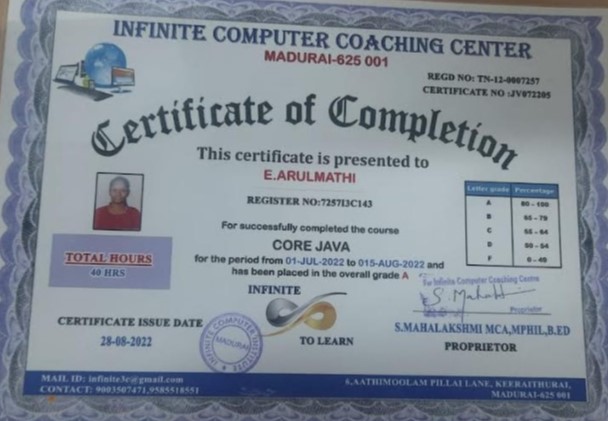 INFINITE COMPUTER COACHING CENTER
MADURAI-625 001
REGD NO: TN-12-0007257
CERTIFICATE NO :JV072205
Certificate of Completion
This certificate is presented to
E.ARULMATHI
REGISTER NO:7257I3C143
For successfully completed the course
CORE JAVA
for the period from 01-JUL-2022 to 015-AUG-2022 and
has been placed in the overall grade A
Letter grade Percentage
A 80 - 100
B 65 - 79
C 55 - 64
D 50 - 54
F 0 - 49
TOTAL HOURS
40 HRS
INFINITE
TO LEARN
CERTIFICATE ISSUE DATE
28-08-2022
INFINITE COMPUTER INSTITUTE
MADURAI
For Infinite Computer Coaching Centre
S. Mahal
Proprietor
S.MAHALAKSHMI MCA,MPHIL,B.ED
PROPRIETOR
MAIL ID: infinite3c@gmail.com
CONTACT: 9003507471,9585518551
6,AATHIMOOLAM PILLAI LANE, KEERAITHURAI,
MADURAI-625 001